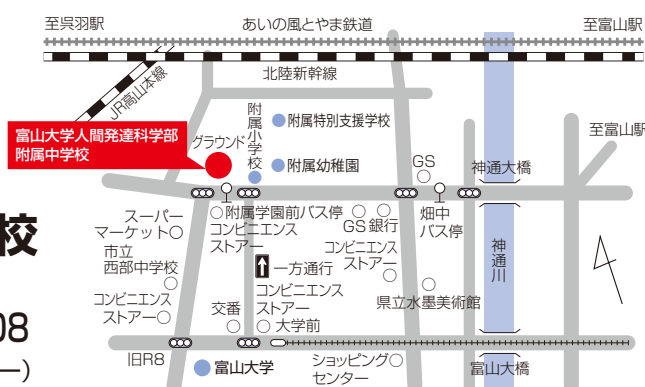 至呉羽駅
あいの風とやま鉄道
至富山駅
北陸新幹線
JR高山本線
富山大学人間発達科学部
附属中学校
グラウンド
附属小学校
附属特別支援学校
附属幼稚園
至富山駅
GS
神通大橋
スーパー
マーケット
附属学園前バス停
コンビニエンス
ストアー
GS
銀行
畑中
バス停
校
市立
西部中学校
一方通行
コンビニエンス
ストアー
神通川
コンビニエンス
ストアー
交番
コンビニエンス
ストアー
大学前
県立水墨美術館
08
旧R8
富山大学
ショッピング
センター
富山大橋
ー)